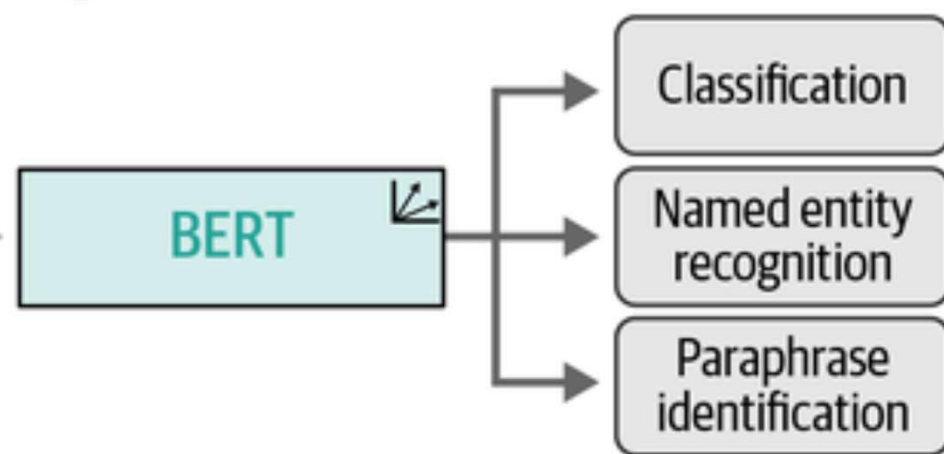 Classification
BERT
Named entity
recognition
Paraphrase
identification